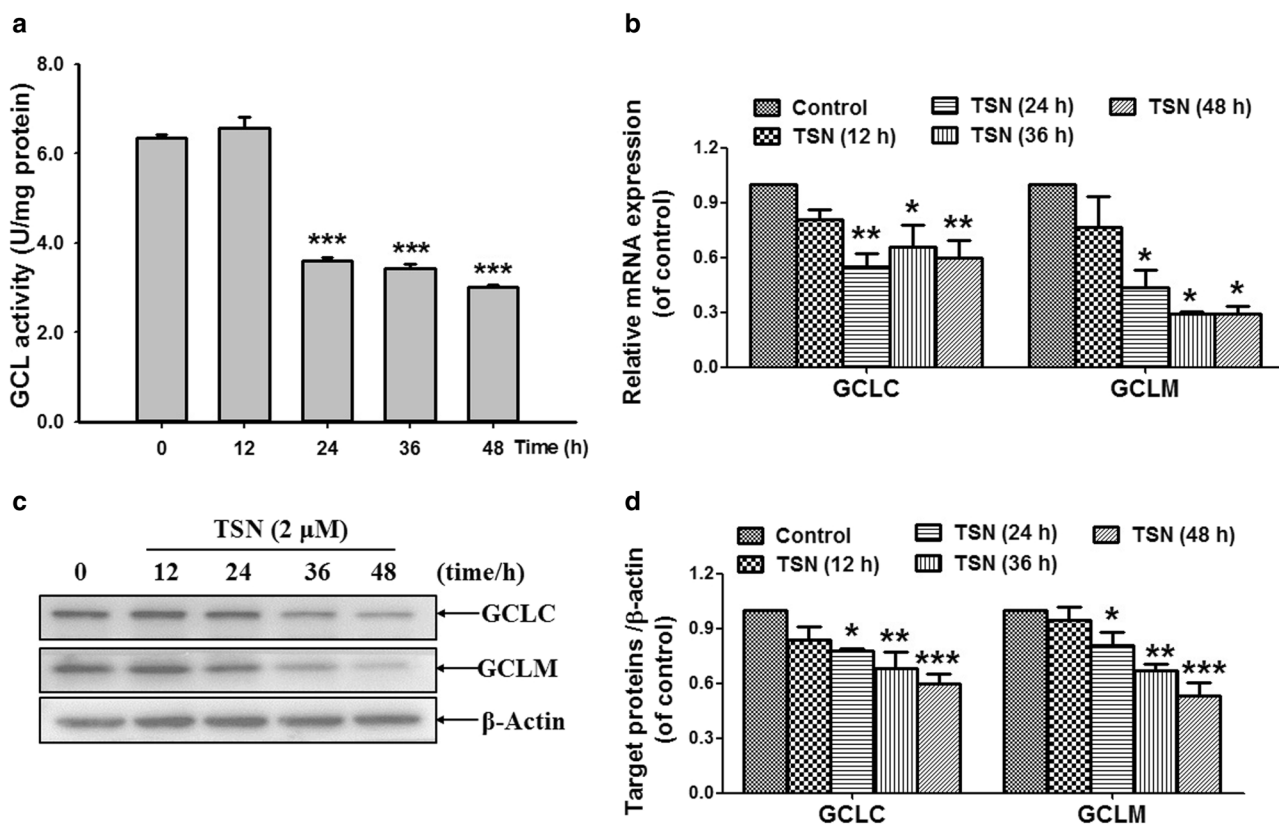 a
GCL activity (U/mg protein)
8.0
6.0
4.0
2.0
0.0
***
***
***
0 12 24 36 48 Time (h)
b
Relative mRNA expression
(of control)
Control TSN (24 h) TSN (48 h)
TSN (12 h) TSN (36 h)
1.2
0.9
0.6
0.3
0.0
** * **
* * *
GCLC GCLM
c
TSN (2 μM)
0 12 24 36 48 (time/h)
GCLC
GCLM
β-Actin
d
Target proteins /β-actin
(of control)
Control TSN (24 h) TSN (48 h)
TSN (12 h) TSN (36 h)
1.2
0.9
0.6
0.3
0.0
* ** ***
* ** ***
GCLC GCLM